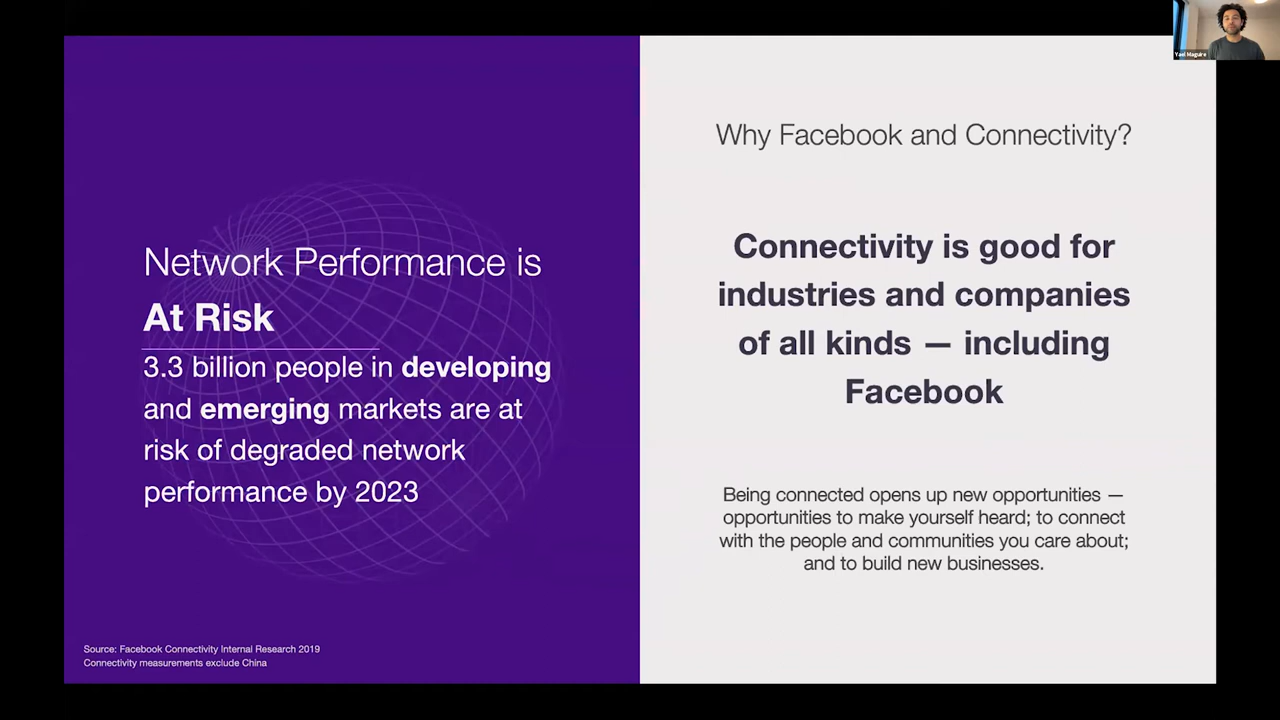 Yael Maguire
Network Performance is
At Risk
3.3 billion people in developing
and emerging markets are at
risk of degraded network
performance by 2023
Source: Facebook Connectivity Internal Research 2019
Connectivity measurements exclude China
Why Facebook and Connectivity?
Connectivity is good for
industries and companies
of all kinds — including
Facebook
Being connected opens up new opportunities —
opportunities to make yourself heard; to connect
with the people and communities you care about;
and to build new businesses.